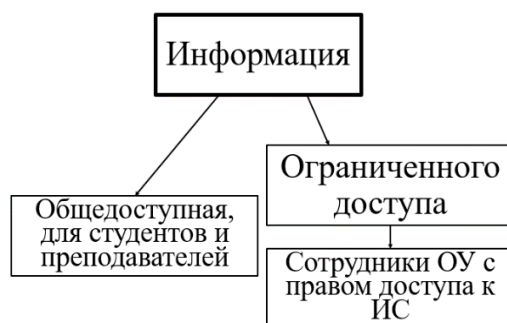 Информация
Ограниченного
доступа
Общедоступная,
для студентов и
преподавателей
Сотрудники ОУ с
правом доступа к
ИС